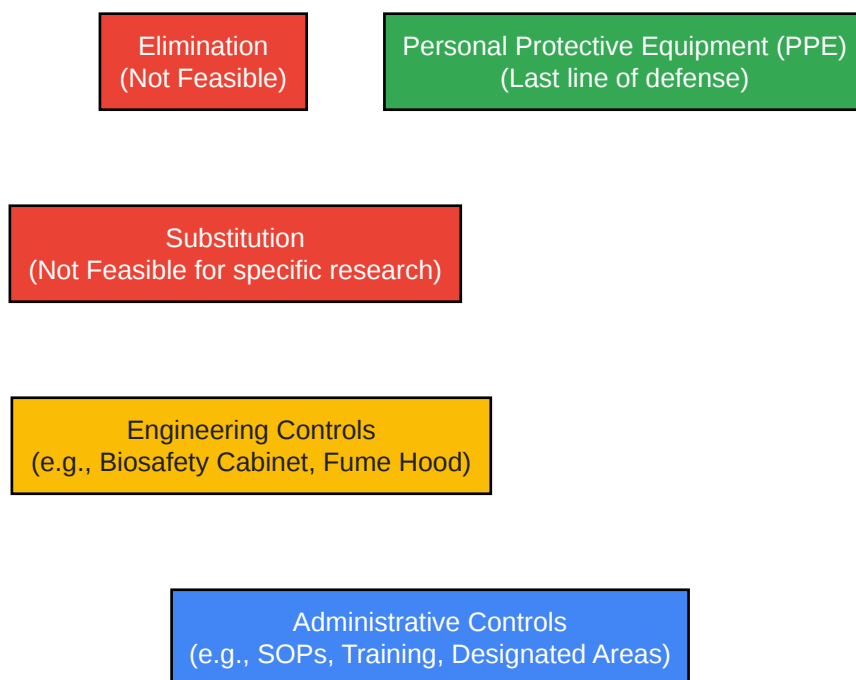 Elimination
(Not Feasible)
Personal Protective Equipment (PPE)
(Last line of defense)
Substitution
(Not Feasible for specific research)
Engineering Controls
(e.g., Biosafety Cabinet, Fume Hood)
Administrative Controls
(e.g., SOPs, Training, Designated Areas)